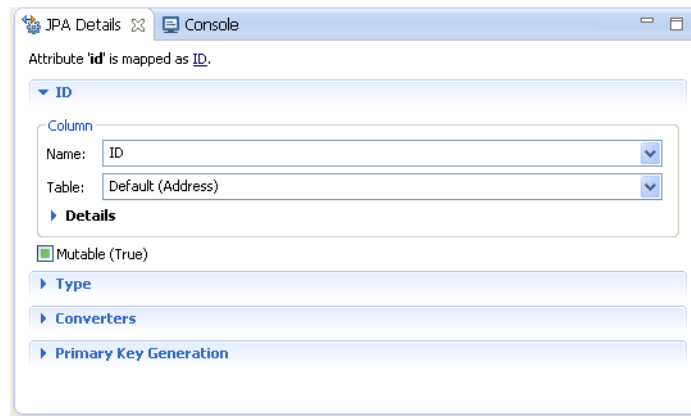 JPA Details Console
Attribute 'id' is mapped as ID.
ID
Column
Name: ID
Table: Default (Address)
Details
Mutable (True)
Type
Converters
Primary Key Generation